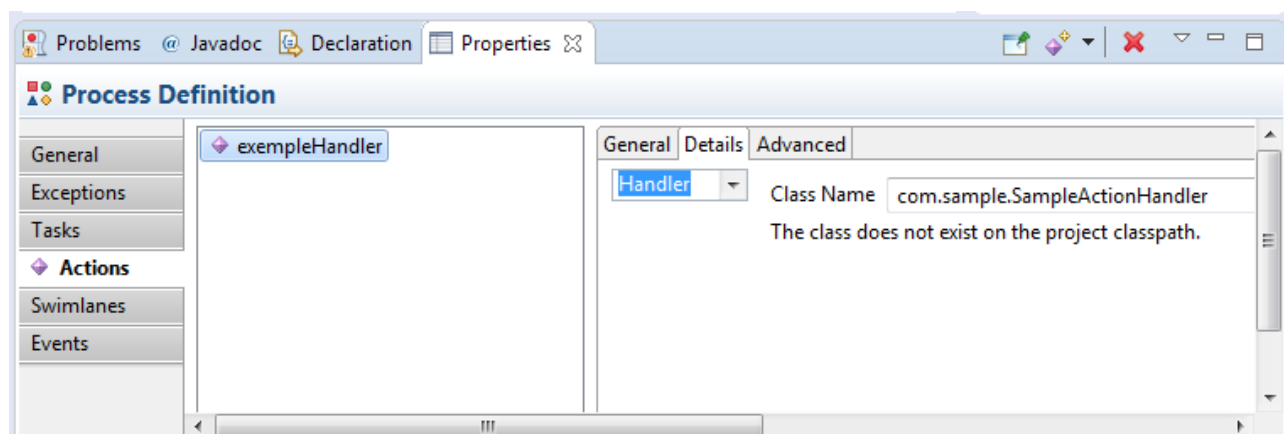 Problems @ Javadoc Declaration Properties
Process Definition
General
Exceptions
Tasks
Actions
Swimlanes
Events
exempleHandler
General Details Advanced
Handler Class Name com.sample.SampleActionHandler
The class does not exist on the project classpath.